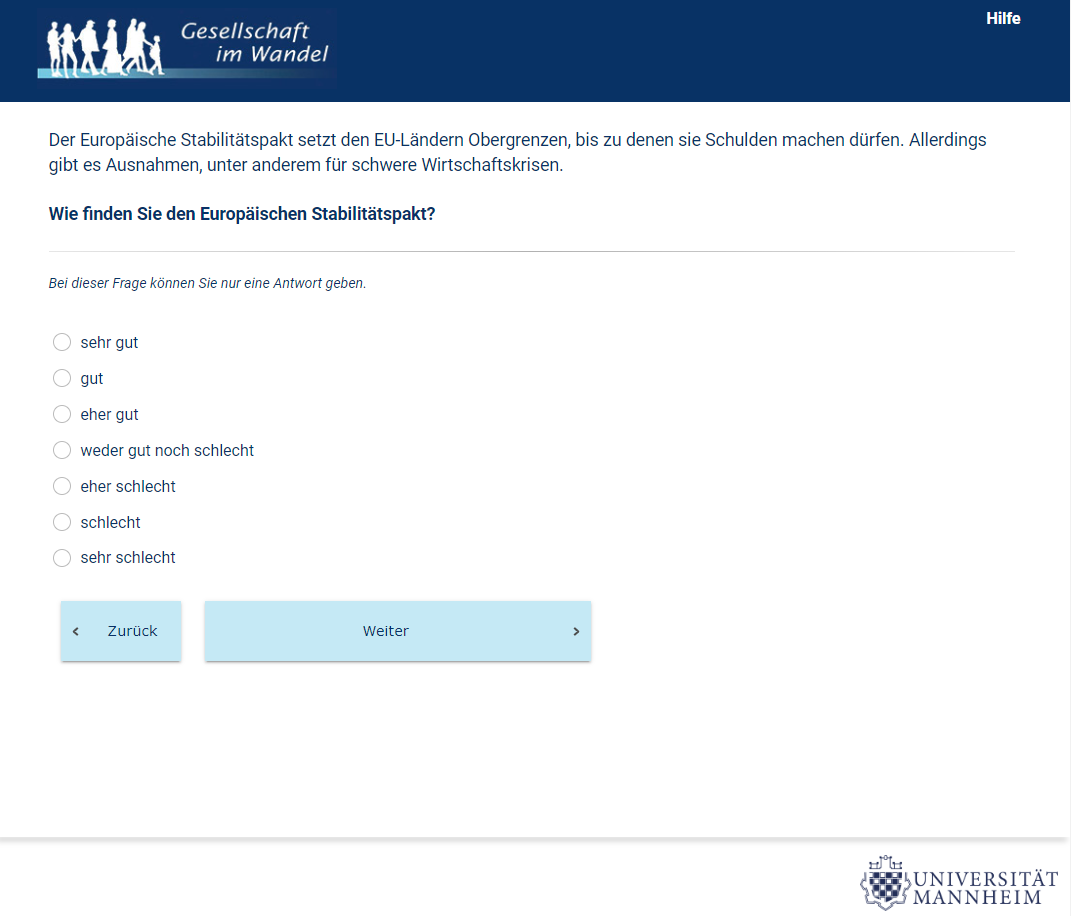 Gesellschaft
im Wandel
Hilfe
Der Europäische Stabilitätspakt setzt den EU-Ländern Obergrenzen, bis zu denen sie Schulden machen dürfen. Allerdings
gibt es Ausnahmen, unter anderem für schwere Wirtschaftskrisen.
Wie finden Sie den Europäischen Stabilitätspakt?
Bei dieser Frage können Sie nur eine Antwort geben.
sehr gut
gut
eher gut
weder gut noch schlecht
eher schlecht
schlecht
sehr schlecht
Zurück
Weiter
UNIVERSITÄT
MANNHEIM